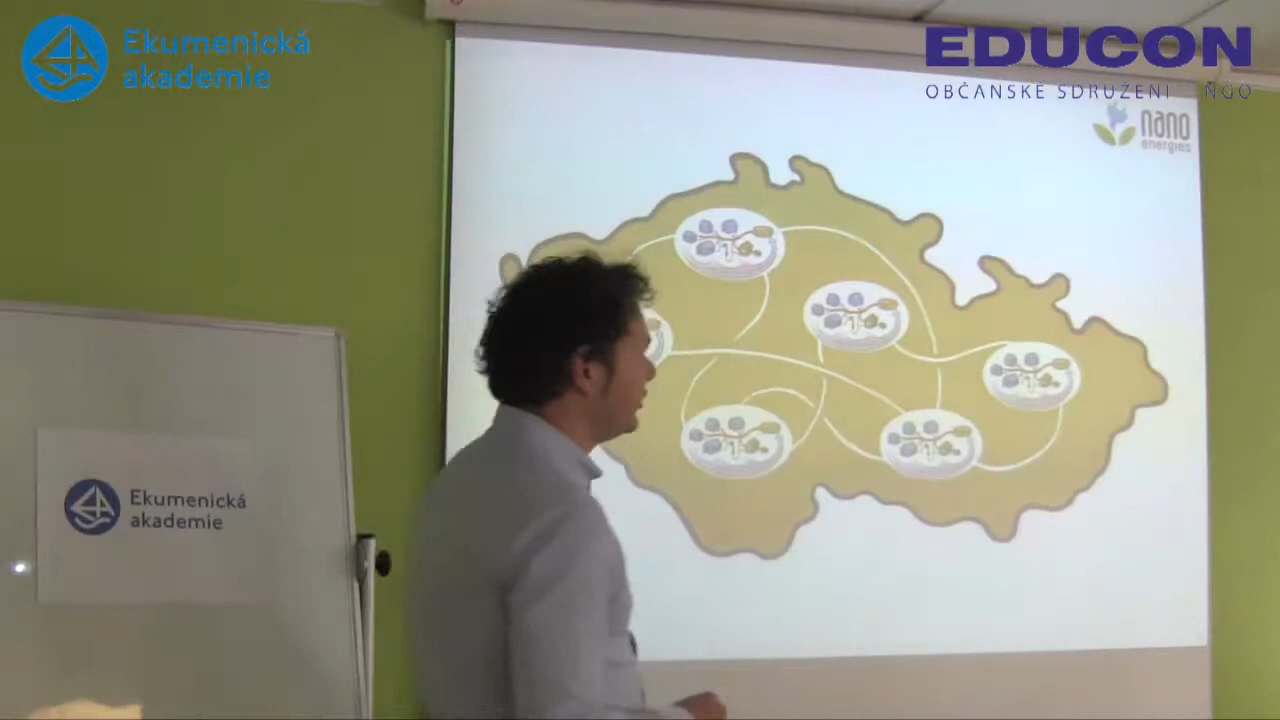 Ekumenická
akademie
EDUCON
OBČANSKÉ SDRUŽENÍ NGO
nano
energies
Ekumenická
akademie